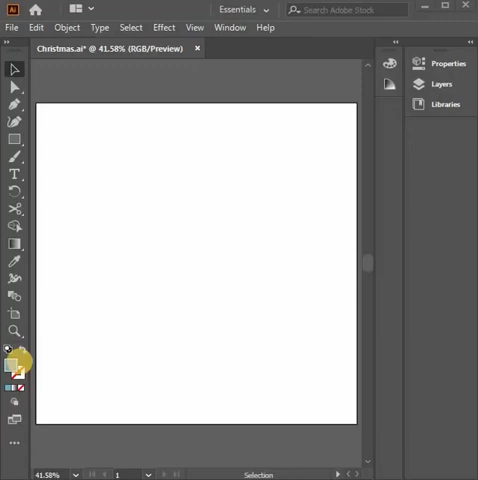 Ai
Essentials
Search Adobe Stock
File Edit Object Type Select Effect View Window Help
Christmas.ai* @ 41.58% (RGB/Preview)
Properties
Layers
Libraries
T
41.58%
1
Selection